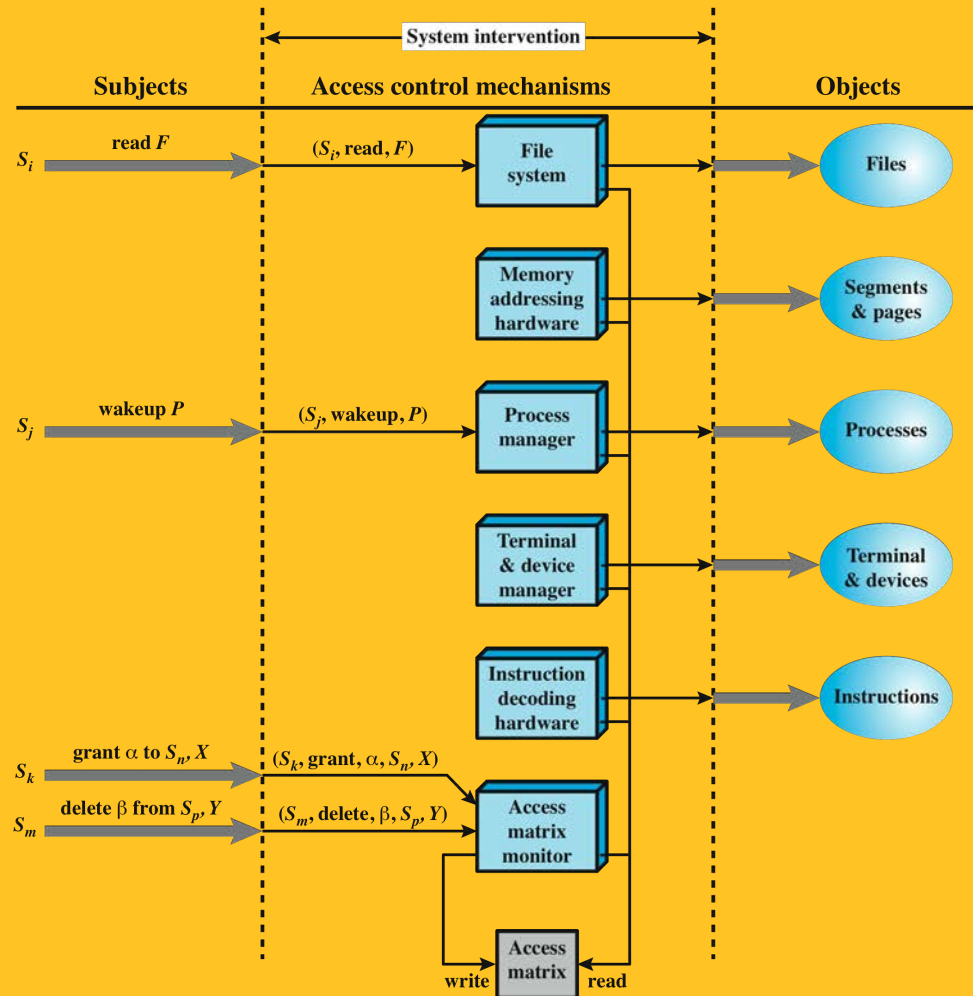 System intervention
Subjects
Access control mechanisms
Objects
S_i
read F
(S_i, read, F)
File
system
Files
Memory
addressing
hardware
Segments
& pages
S_j
wakeup P
(S_j, wakeup, P)
Process
manager
Processes
Terminal
& device
manager
Terminal
& devices
Instruction
decoding
hardware
Instructions
S_k
grant α to S_n, X
(S_k, grant, α, S_n, X)
S_m
delete β from S_p, Y
(S_m, delete, β, S_p, Y)
Access
matrix
monitor
write
Access
matrix
read